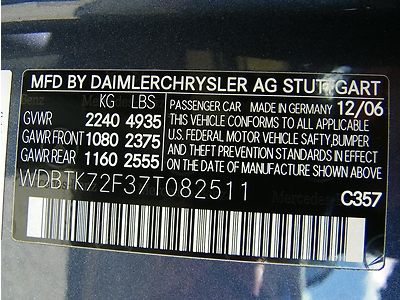 MFD BY DAIMLERCHRYSLER AG STUTTGART
KG LBS
GVWR 2240 4935
GAWR FRONT 1080 2375
GAWR REAR 1160 2555
PASSENGER CAR MADE IN GERMANY 12/06
THIS VEHICLE CONFORMS TO ALL APPLICABLE
U.S. FEDERAL MOTOR VEHICLE SAFETY, BUMPER
AND THEFT PREVENTION STANDARDS IN EFFECT
ON THE DATE OF MANUFACTURE SHOWN ABOVE
WDBTK72F37T082511
C357